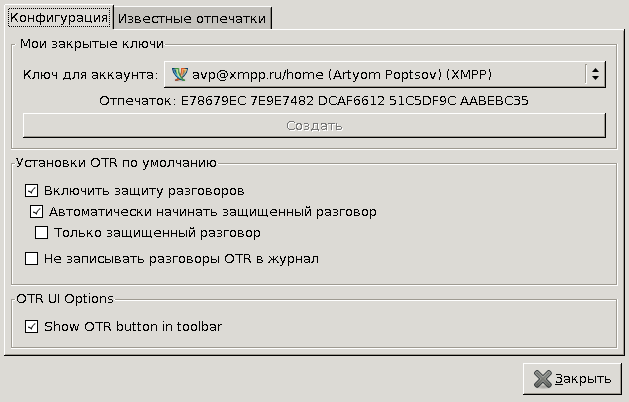 Конфигурация Известные отпечатки
Мои закрытые ключи
Ключ для аккаунта: avp@xmpp.ru/home (Artyom Poptsov) (XMPP)
Отпечаток: E78679EC 7E9E7482 DCAF6612 51C5DF9C AABEBC35
Создать
Установки OTR по умолчанию
Включить защиту разговоров
Автоматически начинать защищенный разговор
Только защищенный разговор
Не записывать разговоры OTR в журнал
OTR UI Options
Show OTR button in toolbar
Закрыть